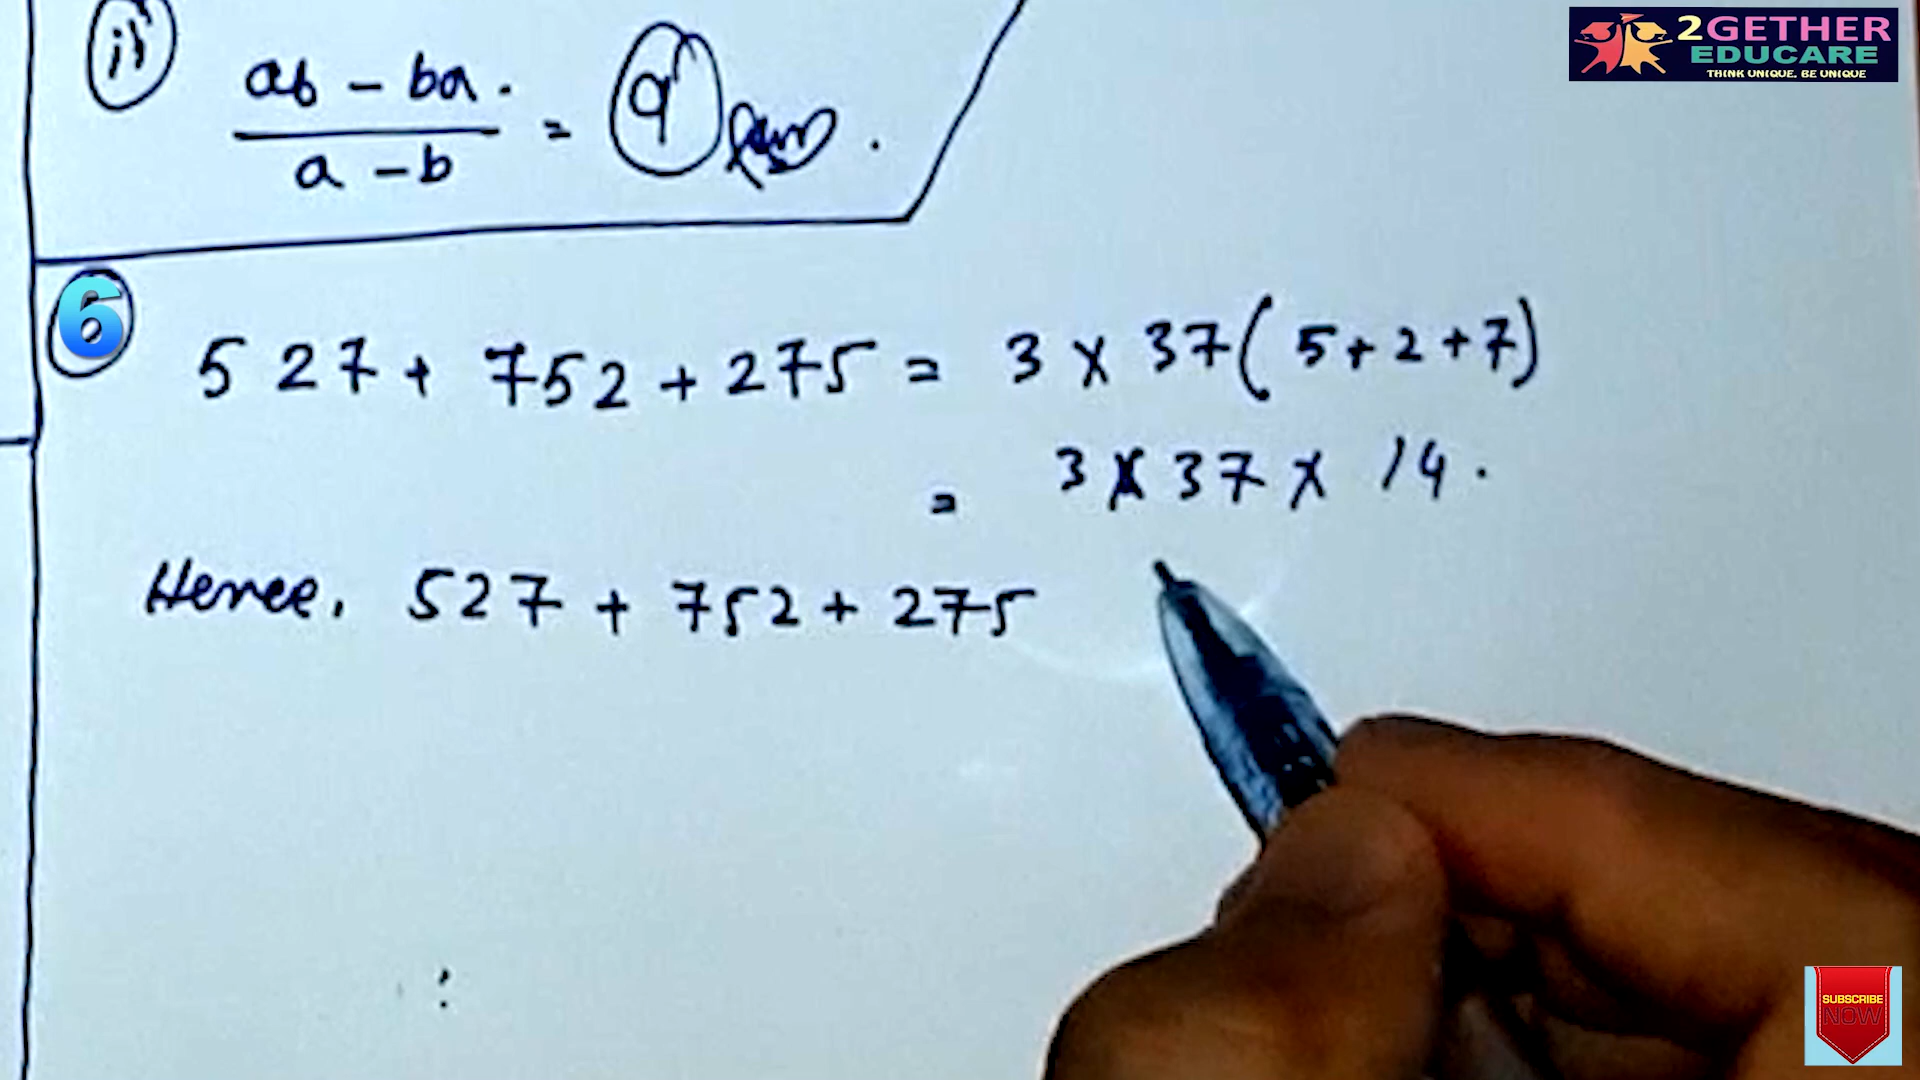 2GETHER
EDUCARE
THINK UNIQUE. BE UNIQUE
ii
ab - ba.
a - b
= 9
6
527 + 752 + 275 = 3 x 37 ( 5 + 2 + 7 )
= 3 x 37 x 14 .
Hence, 527 + 752 + 275
SUBSCRIBE
NOW